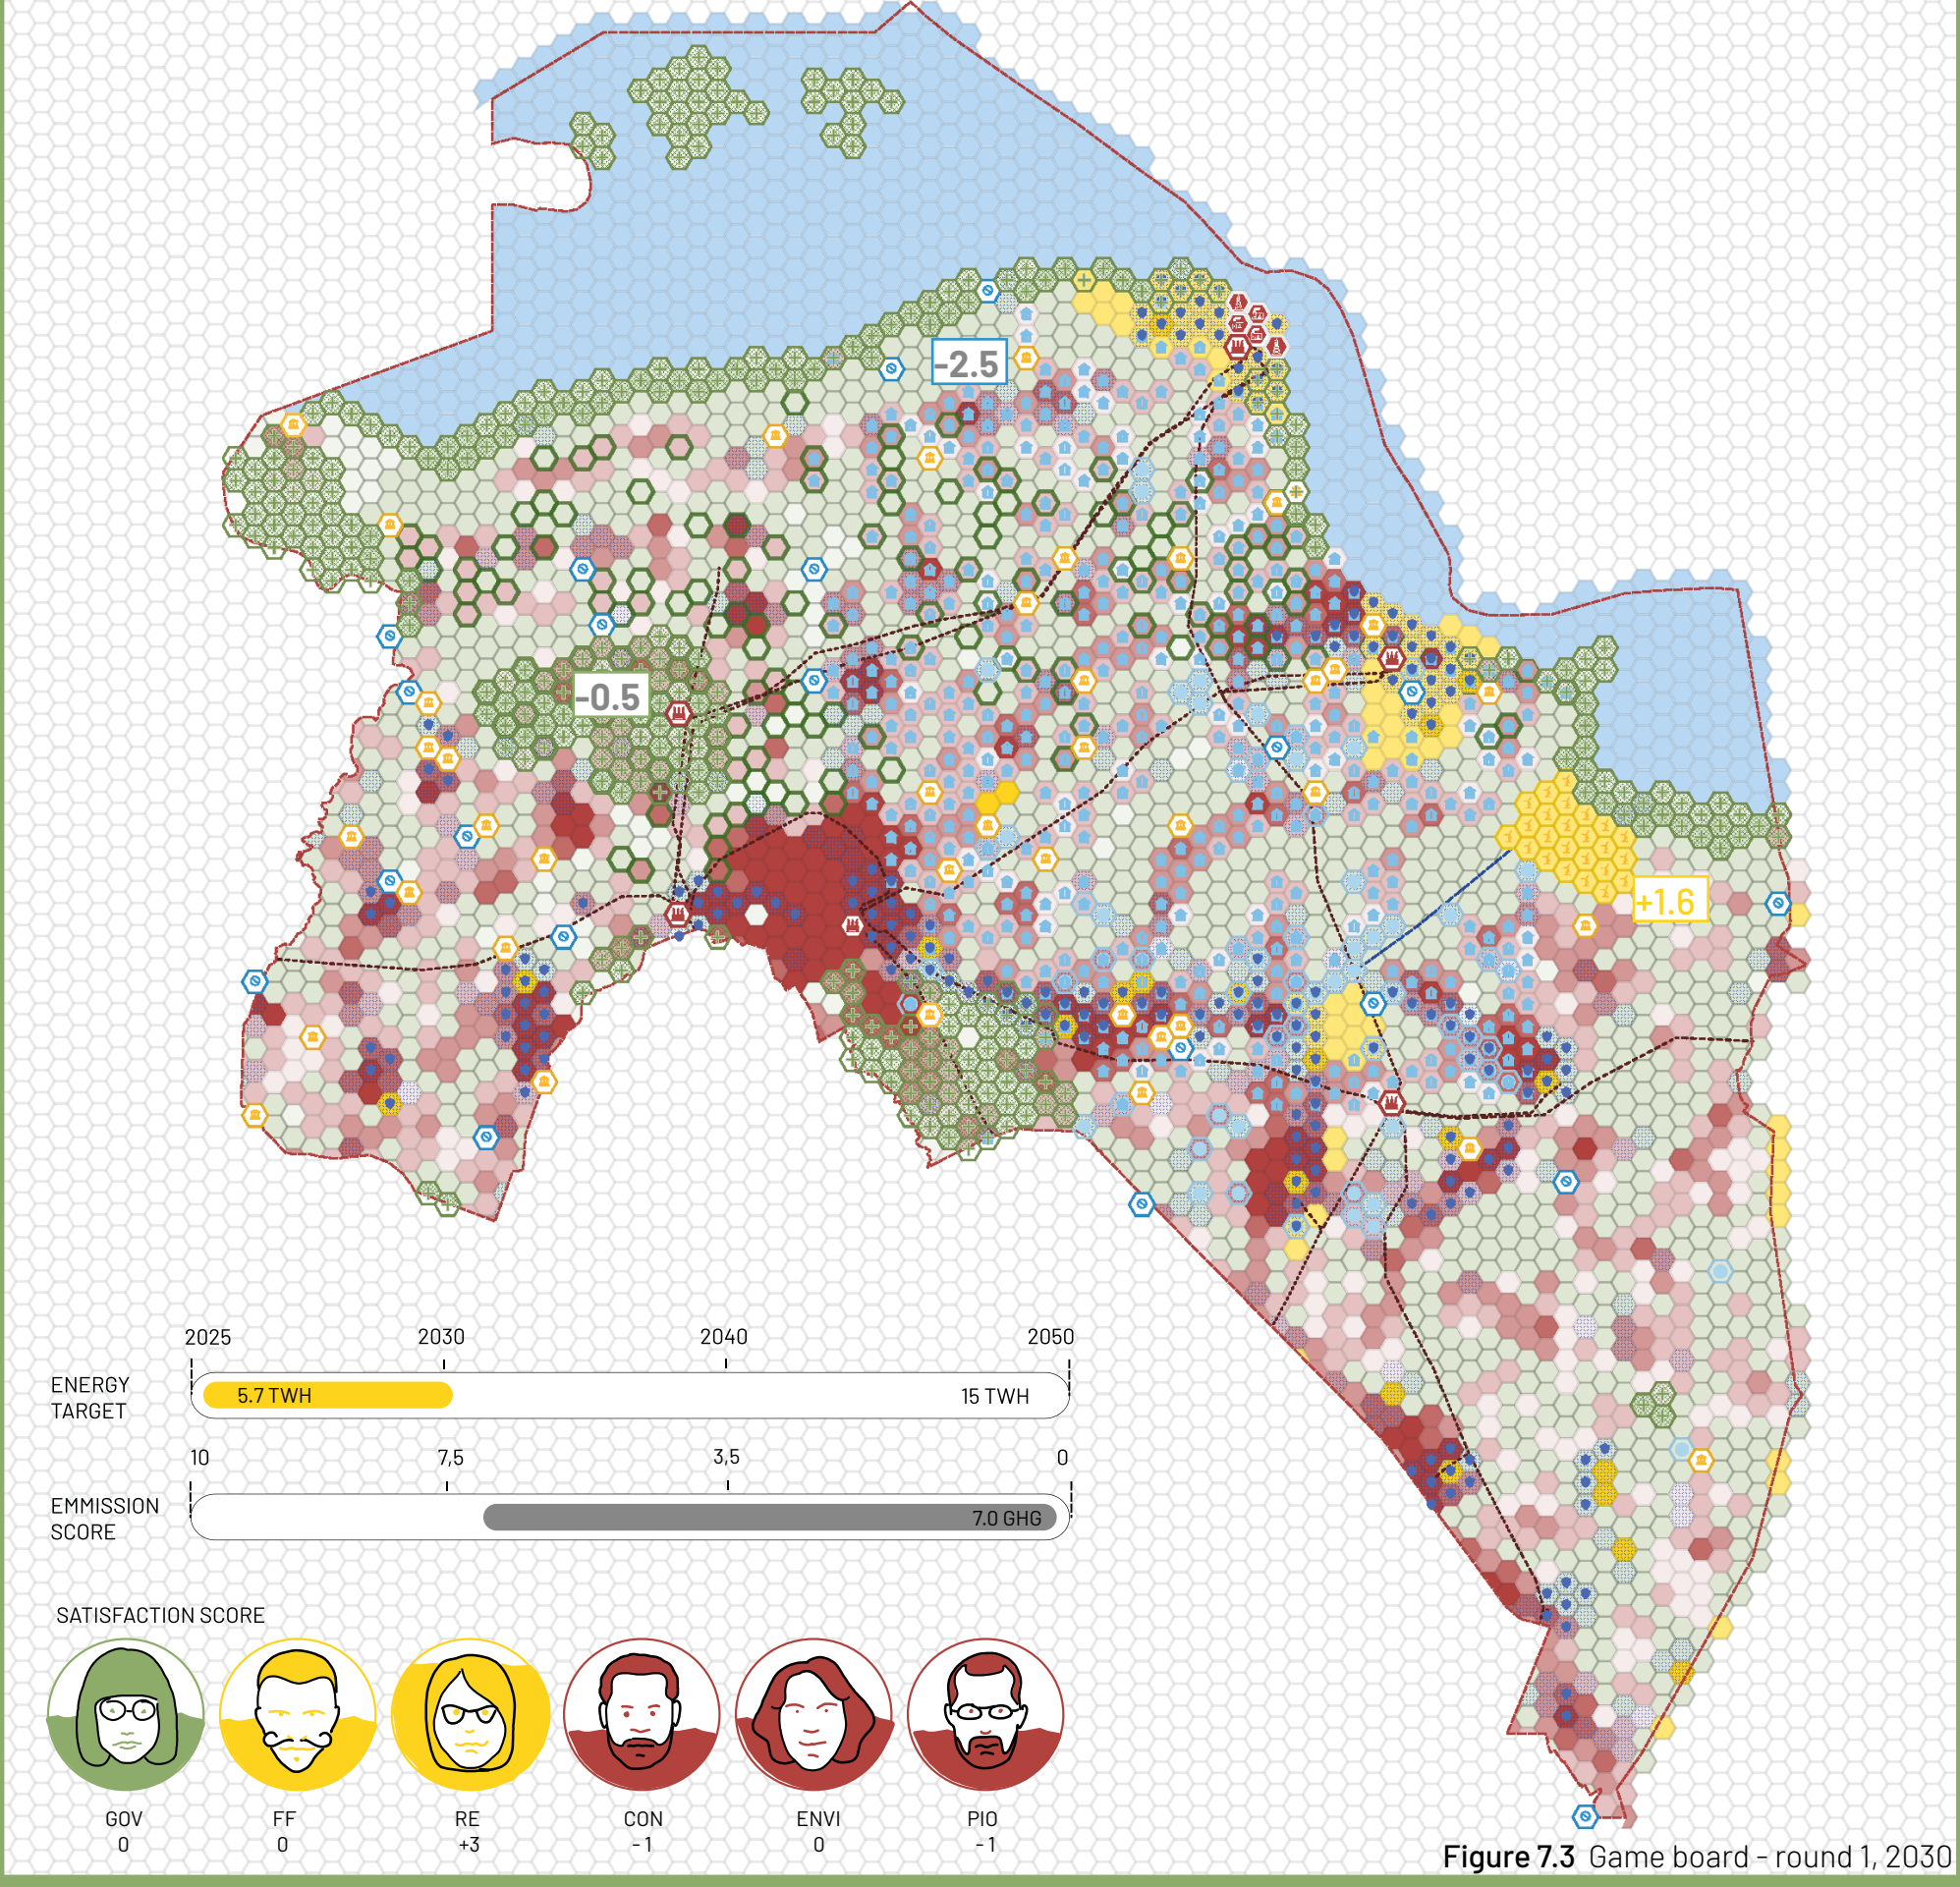 -2.5
-0.5
+1.6
2025 2030 2040 2050
ENERGY
TARGET
5.7 TWH 15 TWH
10 7,5 3,5 0
EMMISSION
SCORE
7.0 GHG
SATISFACTION SCORE
GOV FF RE CON ENVI PIO
0 0 +3 -1 0 -1
Figure 7.3 Game board - round 1, 2030